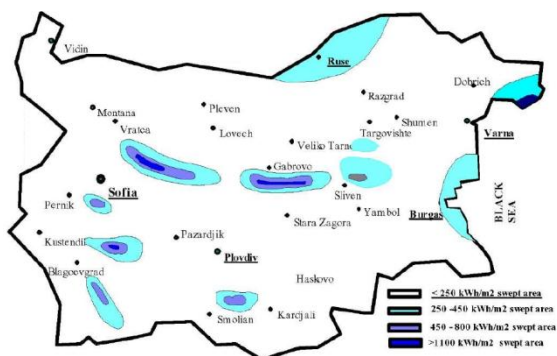 Vidin
Ruse
Dobrich
Razgrad
Montana
Pleven
Shumen
Vratca
Lovech
Targovishte
Varna
Veliko Tarno
Gabrovo
Sofia
Sliven
Pernik
Yambol
Burgas
BLACK
SEA
Stara Zagora
Kustendil
Pazardjik
Plovdiv
Blagoevgrad
Haskovo
Smolian
Kardjali
< 250 kWh/m2 swept area
250 -450 kWh/m2 swept area
450 -800 kWh/m2 swept area
>1100 kWh/m2 swept area